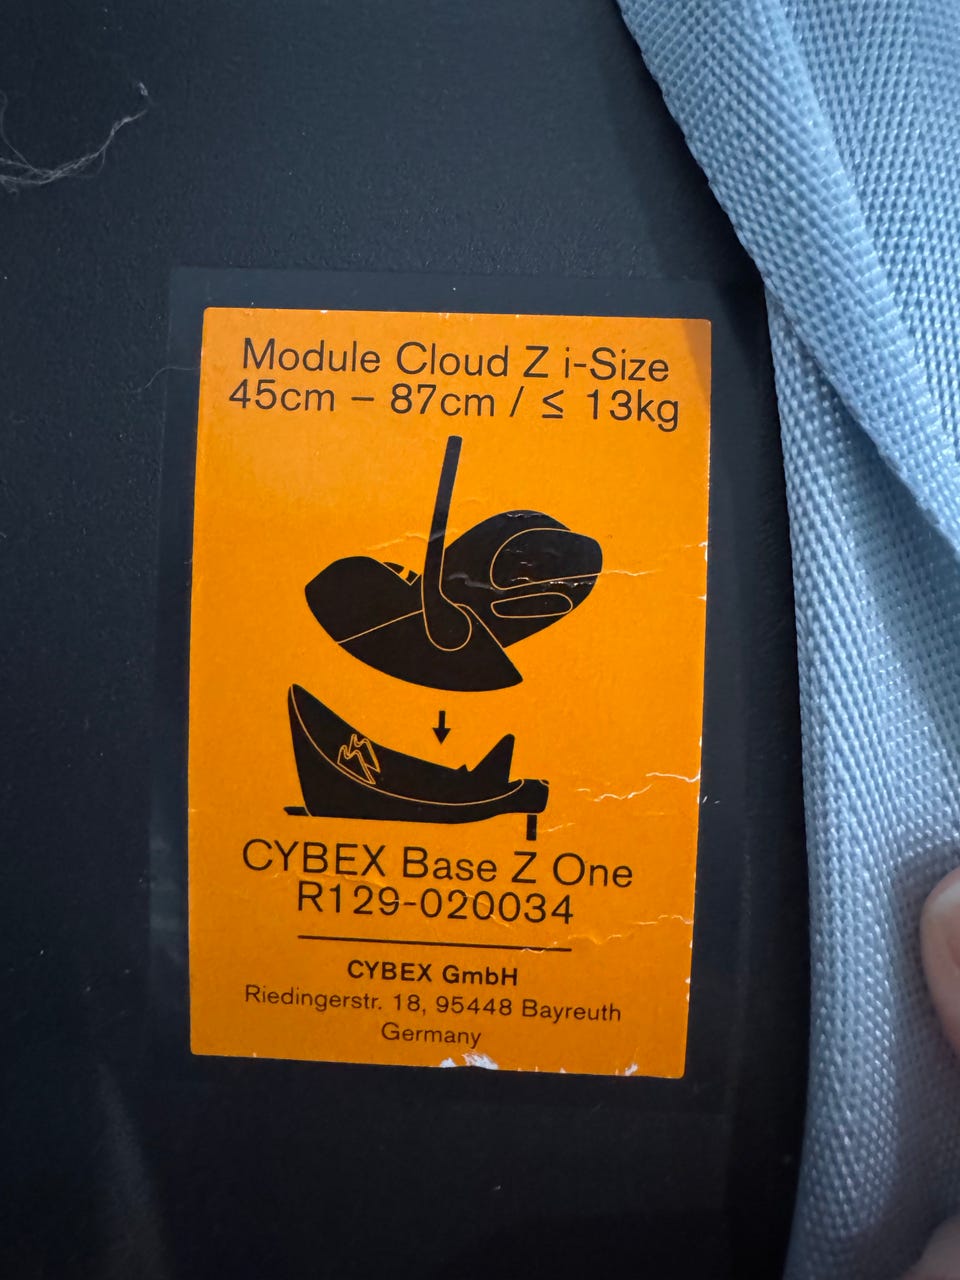 Module Cloud Z i-Size
45cm – 87cm / ≤ 13kg
CYBEX Base Z One
R129-020034
CYBEX GmbH
Riedingerstr. 18, 95448 Bayreuth
Germany